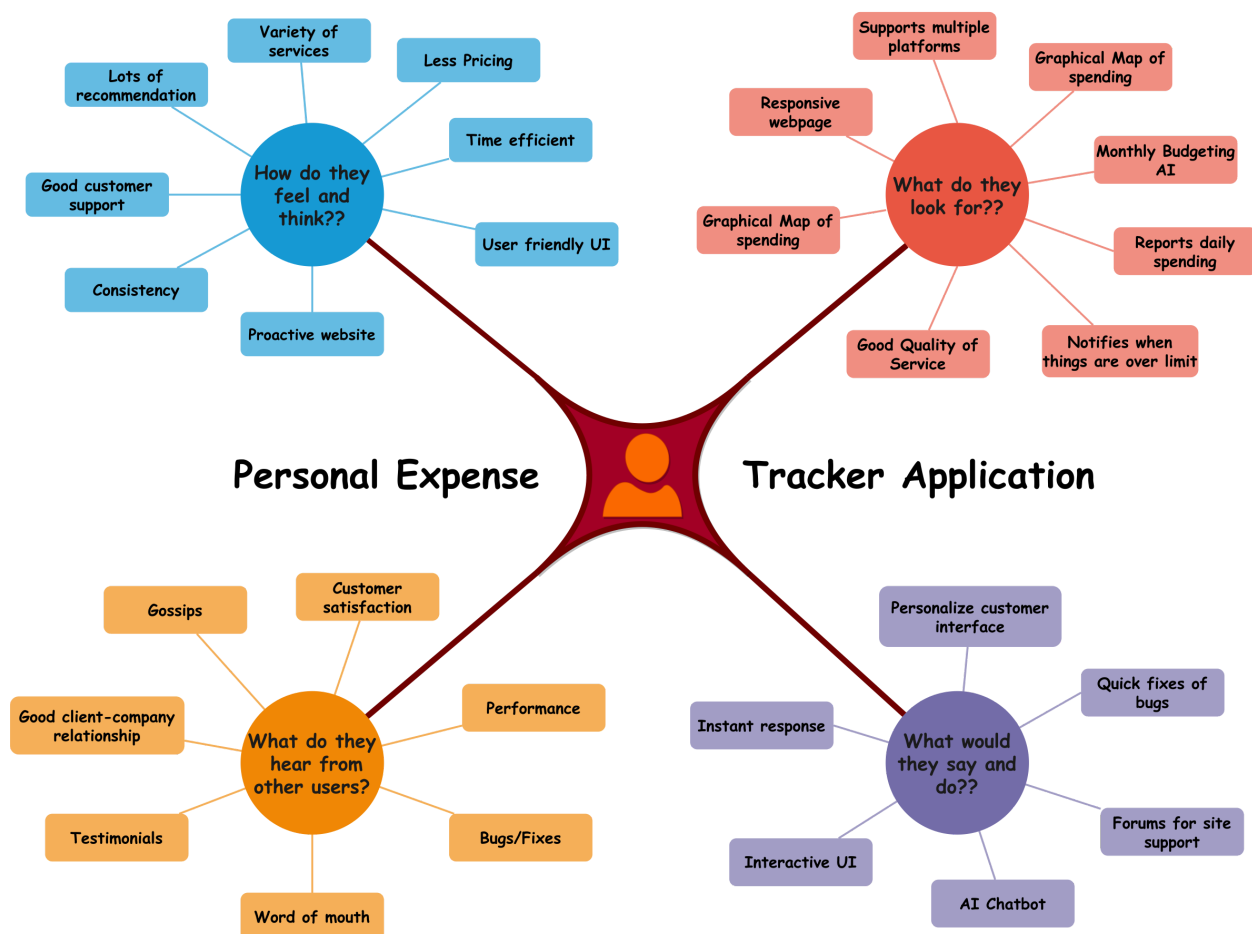 Variety of
services
Less Pricing
Lots of
recommendation
Time efficient
How do they
feel and
think??
Good customer
support
User friendly UI
Consistency
Proactive website
Supports multiple
platforms
Graphical Map of
spending
Responsive
webpage
Monthly Budgeting
AI
What do they
look for??
Graphical Map of
spending
Reports daily
spending
Good Quality of
Service
Notifies when
things are over limit
Personal Expense
Tracker Application
Customer
satisfaction
Gossips
Good client-company
relationship
Performance
What do they
hear from
other users?
Testimonials
Bugs/Fixes
Word of mouth
Personalize customer
interface
Quick fixes of
bugs
Instant response
What would
they say and
do??
Forums for site
support
Interactive UI
AI Chatbot